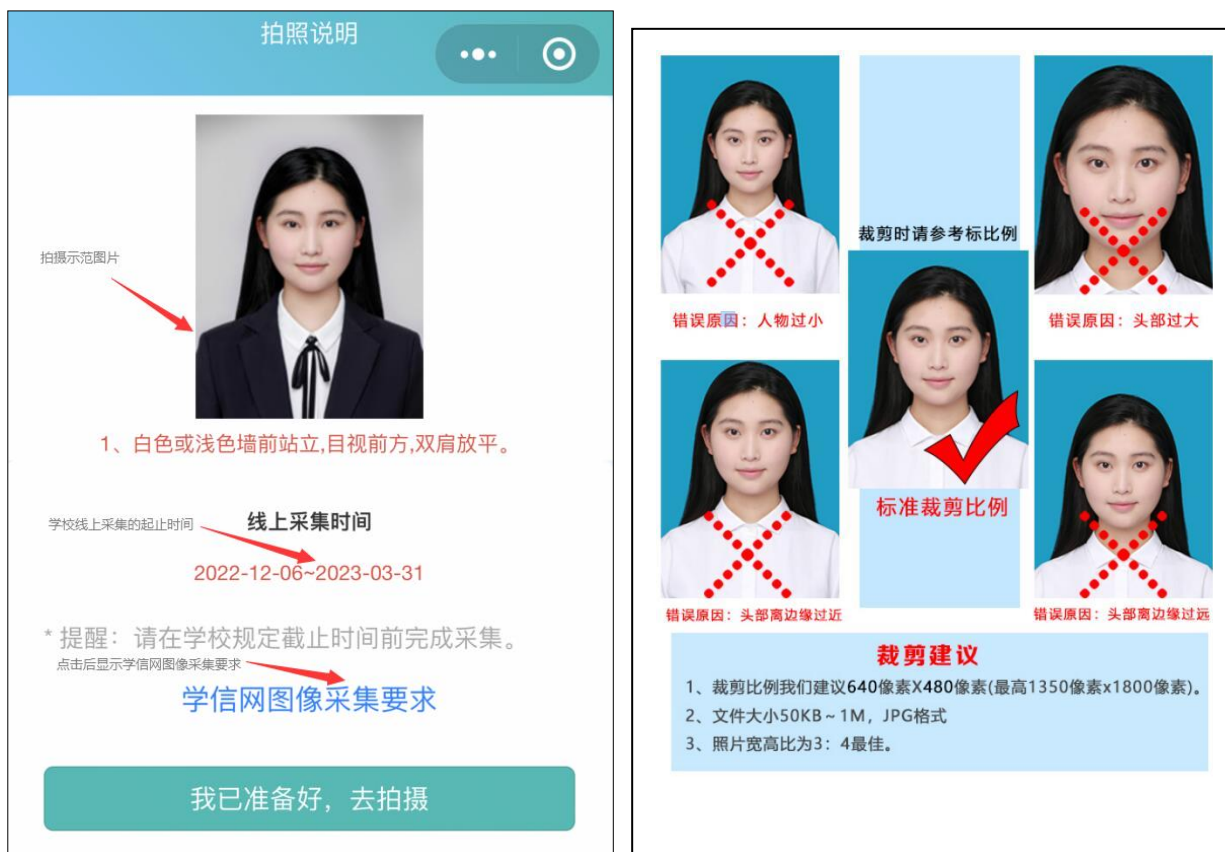 拍照说明
拍摄示范图片
1、白色或浅色墙前站立,目视前方,双肩放平。
学校线上采集的起止时间
线上采集时间
2022-12-06~2023-03-31
* 提醒：请在学校规定截止时间前完成采集。
点击后显示学信网图像采集要求
学信网图像采集要求
我已准备好，去拍摄
裁剪时请参考标比例
错误原因：人物过小
错误原因：头部过大
标准裁剪比例
错误原因：头部离边缘过近
错误原因：头部离边缘过远
裁剪建议
1、裁剪比例我们建议640像素X480像素(最高1350像素x1800像素)。
2、文件大小50KB~1M，JPG格式
3、照片宽高比为3：4最佳。